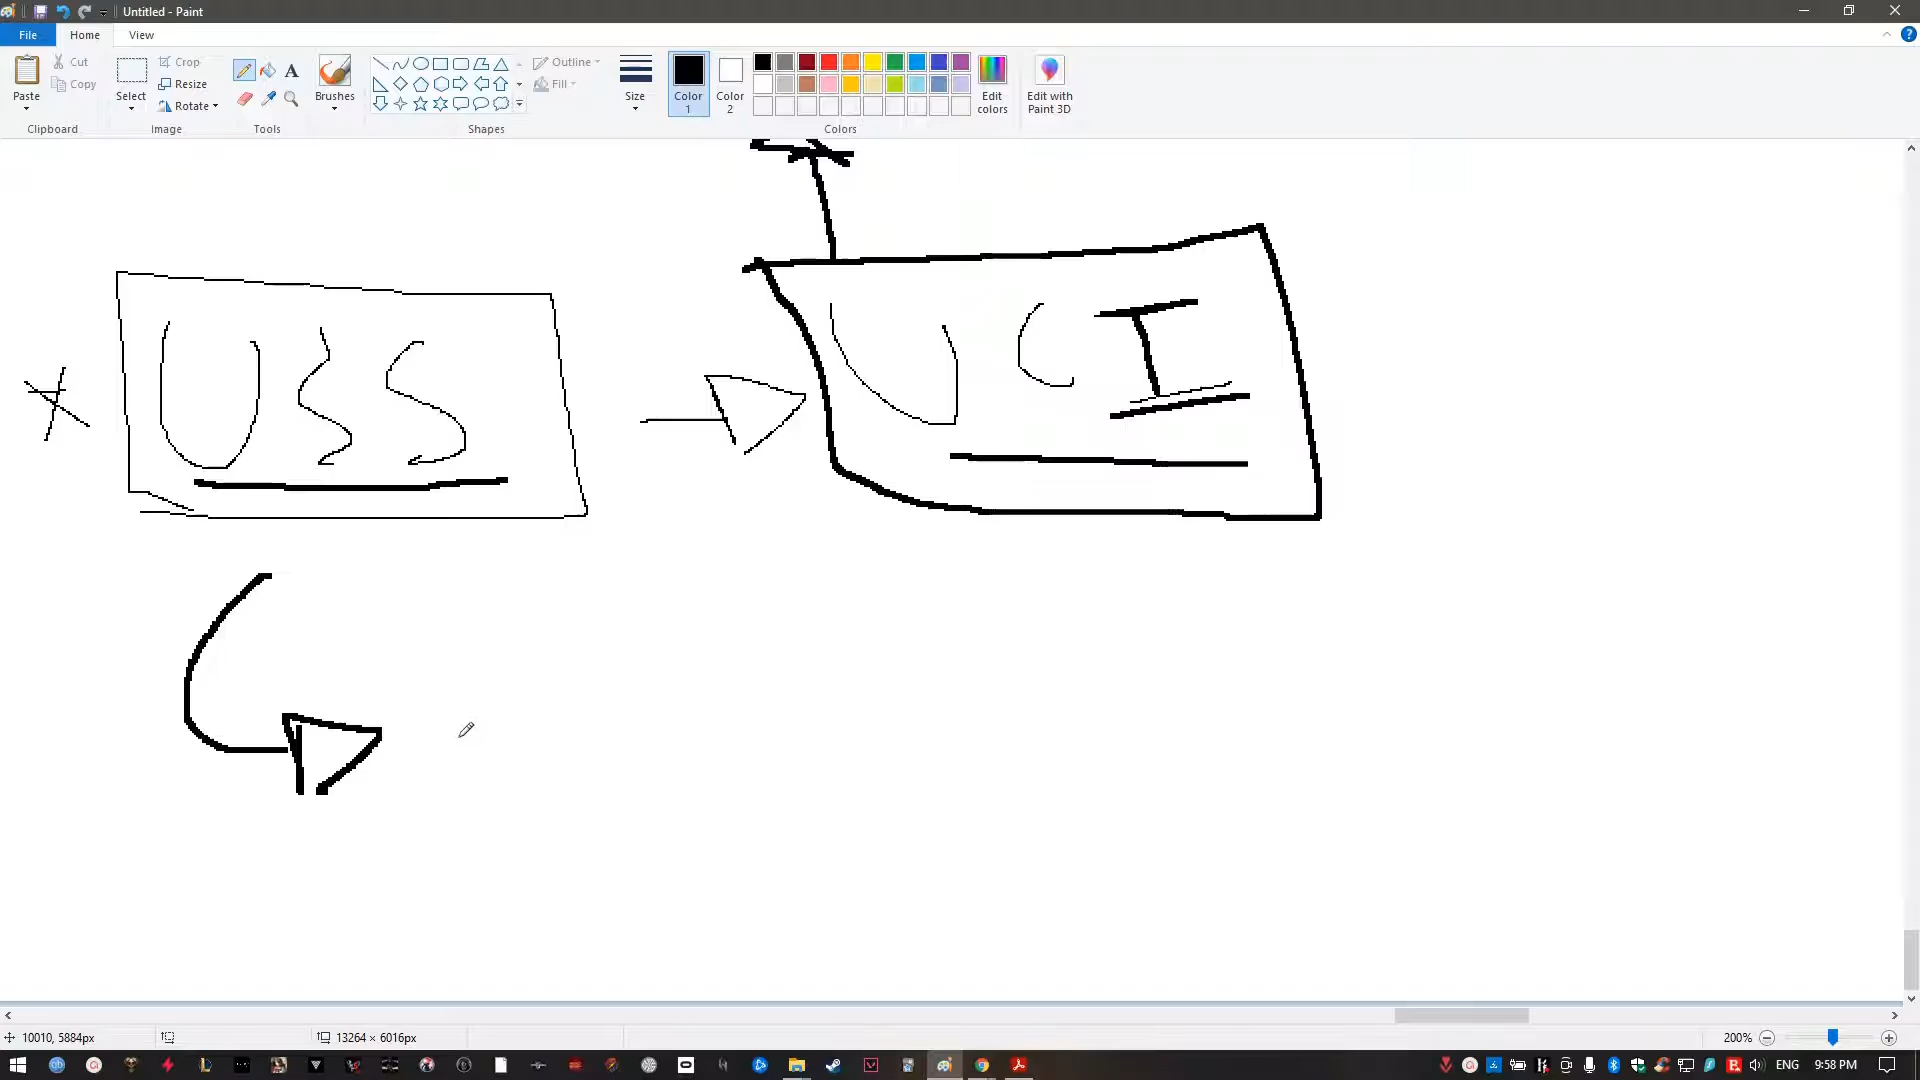 Untitled - Paint
File Home View
Paste Cut Copy Clipboard
Select Crop Resize Rotate Image
A Tools
Brushes
Shapes Outline Fill
Size
Color 1 Color 2 Edit colors Colors
Edit with Paint 3D
USS UCI
10010, 5884px 13264 × 6016px 200%
ENG 9:58 PM